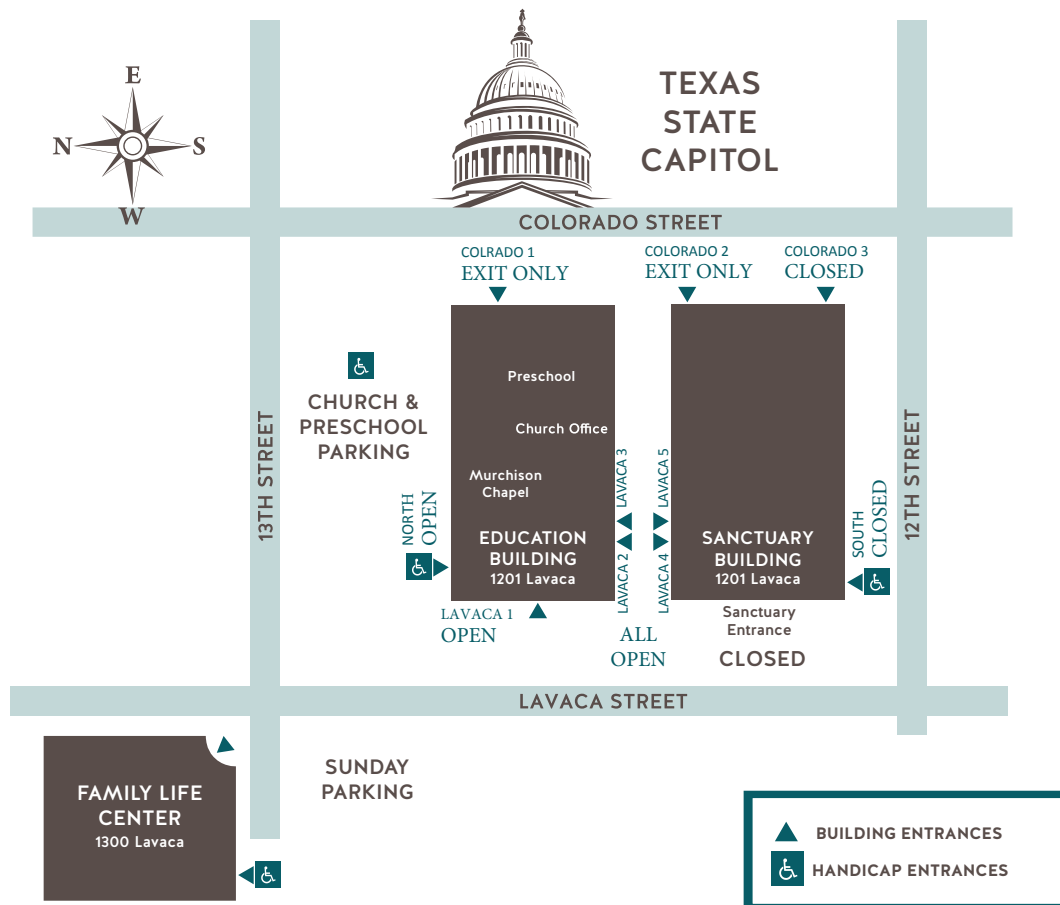 E
N
S
W
TEXAS
STATE
CAPITOL
COLORADO STREET
COLRADO 1
EXIT ONLY
COLORADO 2
EXIT ONLY
COLORADO 3
CLOSED
CHURCH &
PRESCHOOL
PARKING
13TH STREET
12TH STREET
Preschool
Church Office
Murchison
Chapel
EDUCATION
BUILDING
1201 Lavaca
NORTH
OPEN
LAVACA 3
LAVACA 5
LAVACA 2
LAVACA 4
SANCTUARY
BUILDING
1201 Lavaca
SOUTH
CLOSED
LAVACA 1
OPEN
ALL
OPEN
Sanctuary
Entrance
CLOSED
LAVACA STREET
FAMILY LIFE
CENTER
1300 Lavaca
SUNDAY
PARKING
BUILDING ENTRANCES
HANDICAP ENTRANCES